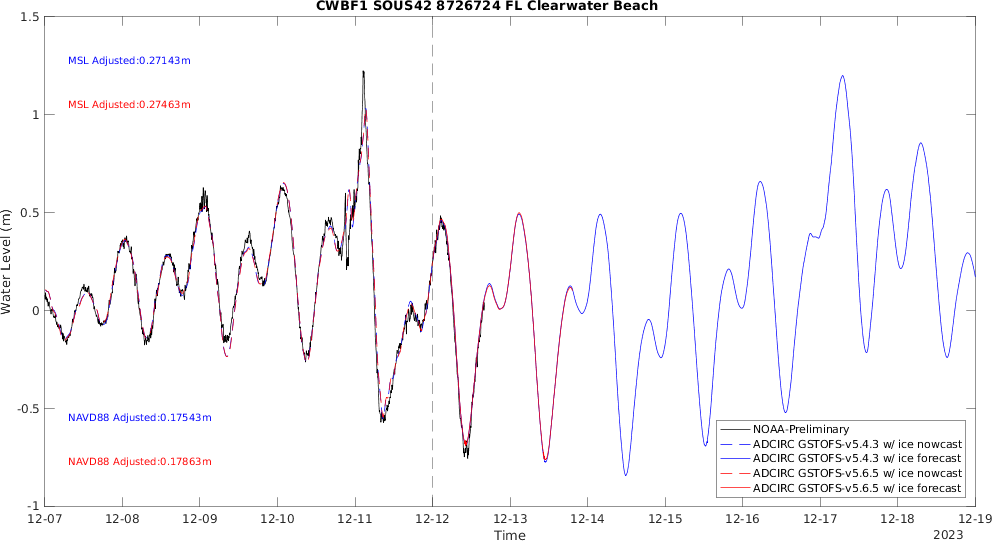 CWBF1 SOUS42 8726724 FL Clearwater Beach
1.5
MSL Adjusted:0.27143m
MSL Adjusted:0.27463m
1
0.5
Water Level (m)
0
-0.5
NAVD88 Adjusted:0.17543m
NAVD88 Adjusted:0.17863m
NOAA-Preliminary
ADCIRC GSTOFS-v5.4.3 w/ ice nowcast
ADCIRC GSTOFS-v5.4.3 w/ ice forecast
ADCIRC GSTOFS-v5.6.5 w/ ice nowcast
ADCIRC GSTOFS-v5.6.5 w/ ice forecast
-1
12-07 12-08 12-09 12-10 12-11 12-12 12-13 12-14 12-15 12-16 12-17 12-18 12-19
Time
2023